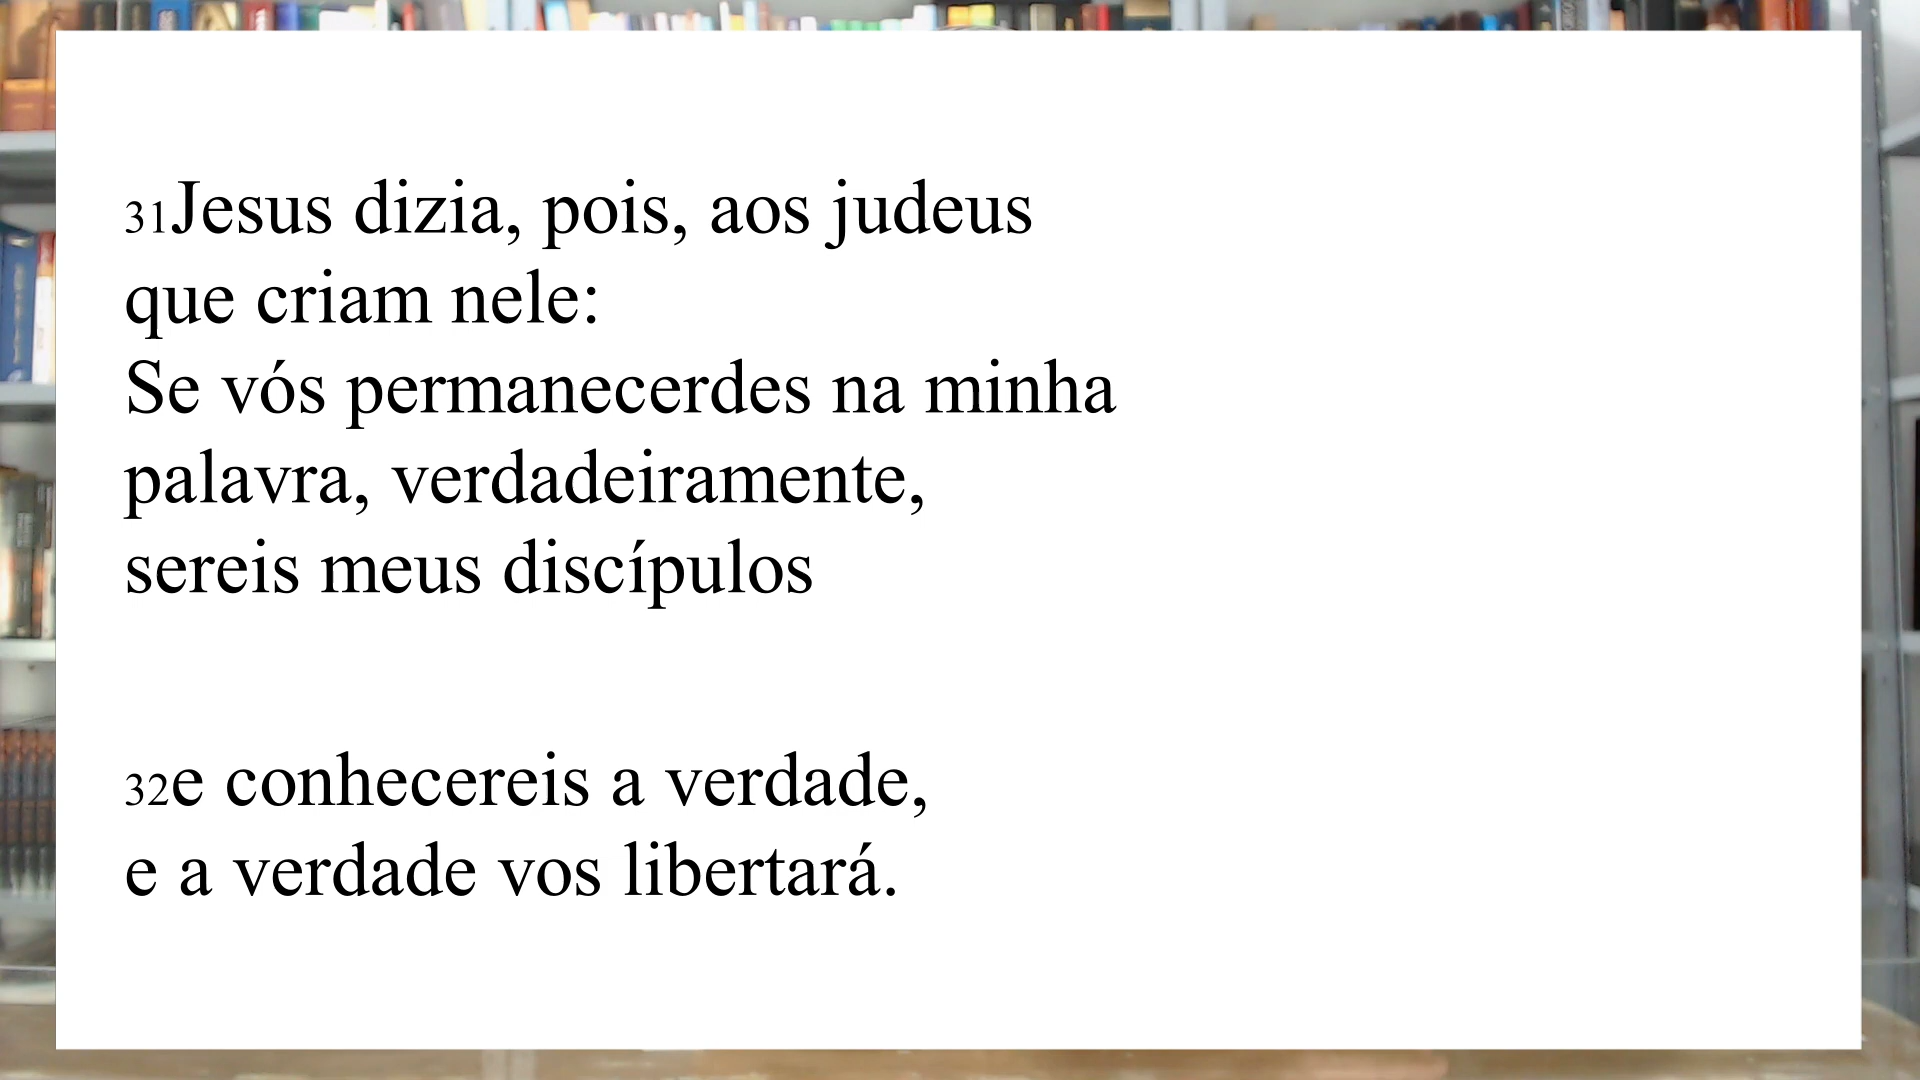 31Jesus dizia, pois, aos judeus
que criam nele:
Se vós permanecerdes na minha
palavra, verdadeiramente,
sereis meus discípulos
32e conhecereis a verdade,
e a verdade vos libertará.